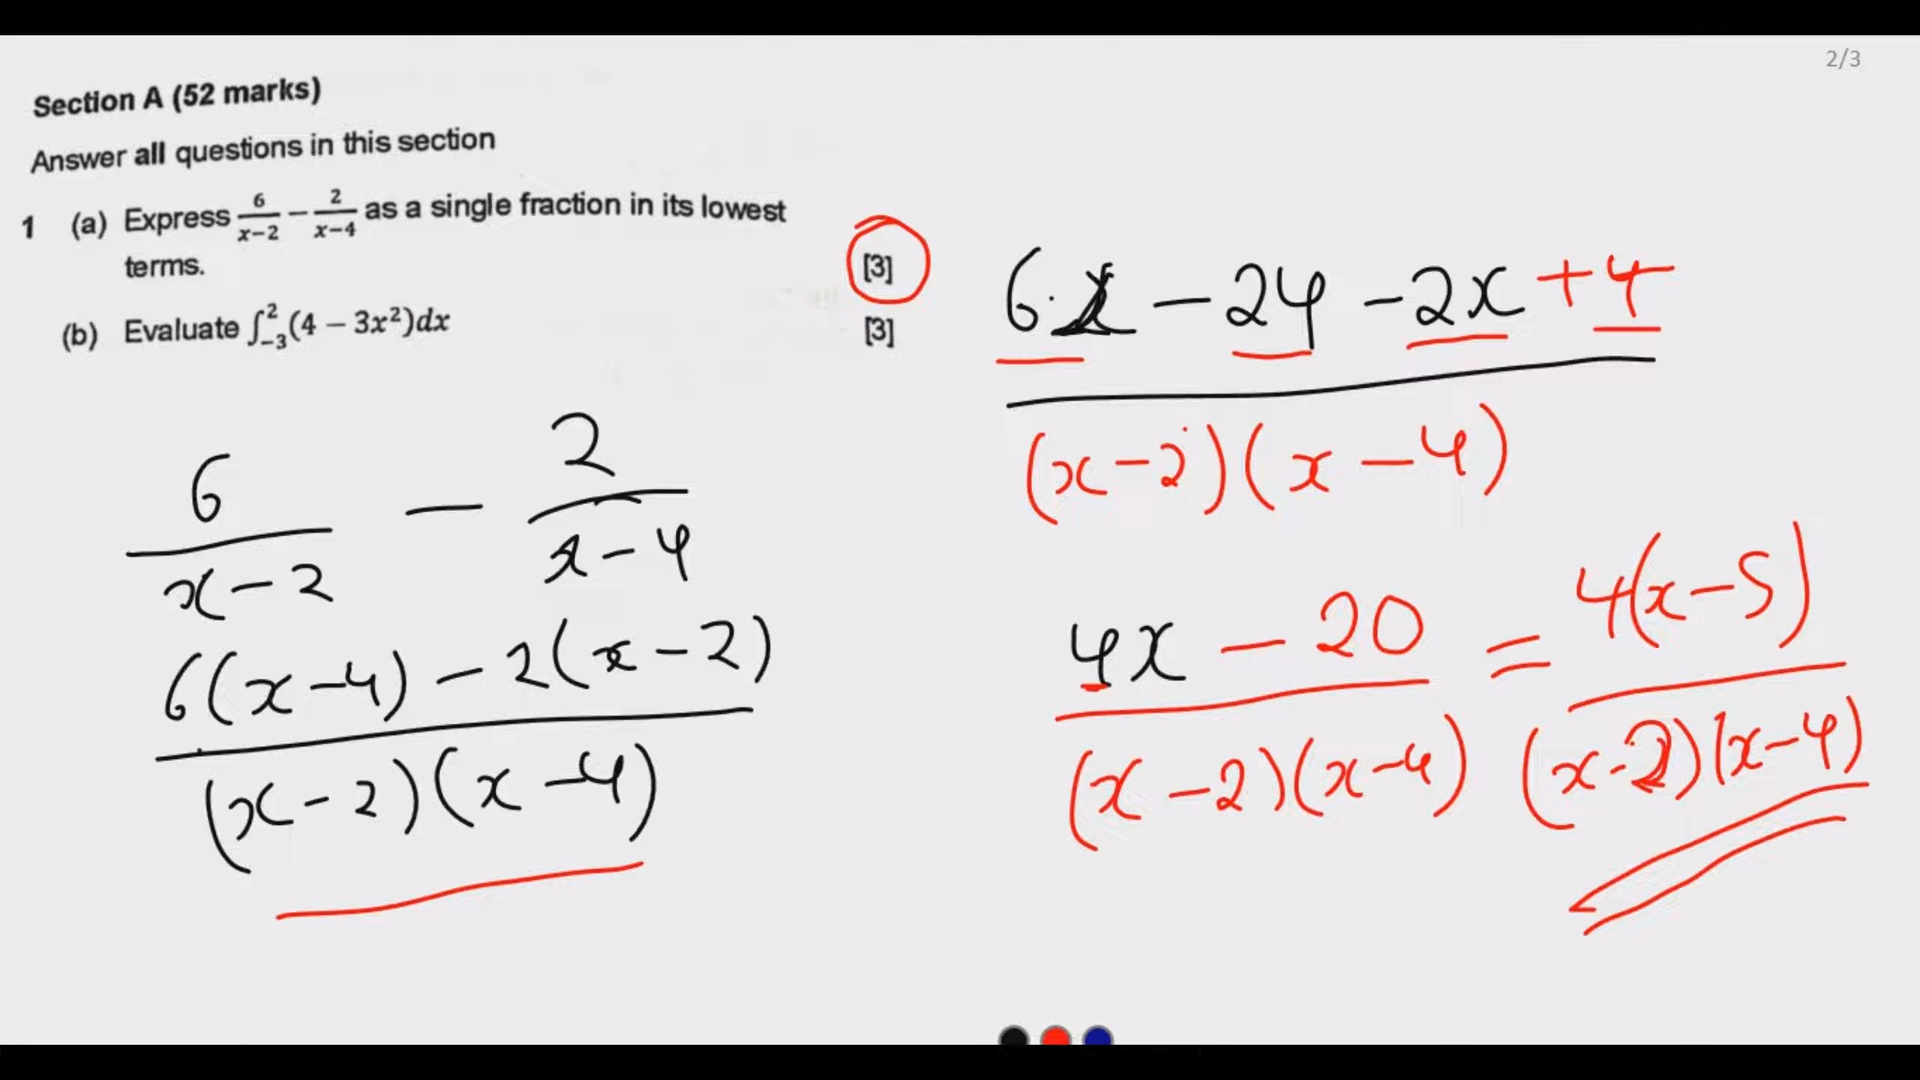 2/3
Section A (52 marks)
Answer all questions in this section
1 (a) Express 6/(x−2) − 2/(x−4) as a single fraction in its lowest
terms. [3]
(b) Evaluate ∫₋₃² (4 − 3x²)dx [3]
6/(x−2) − 2/(x−4)
6(x−4) − 2(x−2)
(x−2)(x−4)
6x − 24 − 2x + 4
(x−2)(x−4)
4x − 20 = 4(x−5)
(x−2)(x−4) (x−2)(x−4)